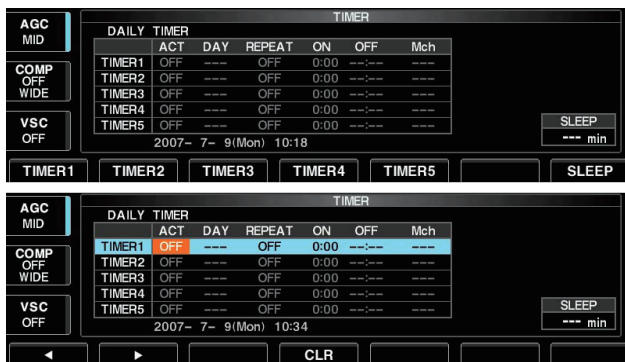 TIMER
AGC
MID
COMP
OFF
WIDE
VSC
OFF
DAILY TIMER
ACT DAY REPEAT ON OFF Mch
TIMER1 OFF --- OFF 0:00 --:-- ---
TIMER2 OFF --- OFF 0:00 --:-- ---
TIMER3 OFF --- OFF 0:00 --:-- ---
TIMER4 OFF --- OFF 0:00 --:-- ---
TIMER5 OFF --- OFF 0:00 --:-- ---
2007- 7- 9(Mon) 10:18
SLEEP
--- min
TIMER1 TIMER2 TIMER3 TIMER4 TIMER5 SLEEP
TIMER
AGC
MID
COMP
OFF
WIDE
VSC
OFF
DAILY TIMER
ACT DAY REPEAT ON OFF Mch
TIMER1 OFF --- OFF 0:00 --:-- ---
TIMER2 OFF --- OFF 0:00 --:-- ---
TIMER3 OFF --- OFF 0:00 --:-- ---
TIMER4 OFF --- OFF 0:00 --:-- ---
TIMER5 OFF --- OFF 0:00 --:-- ---
2007- 7- 9(Mon) 10:34
SLEEP
--- min
◄ ► CLR